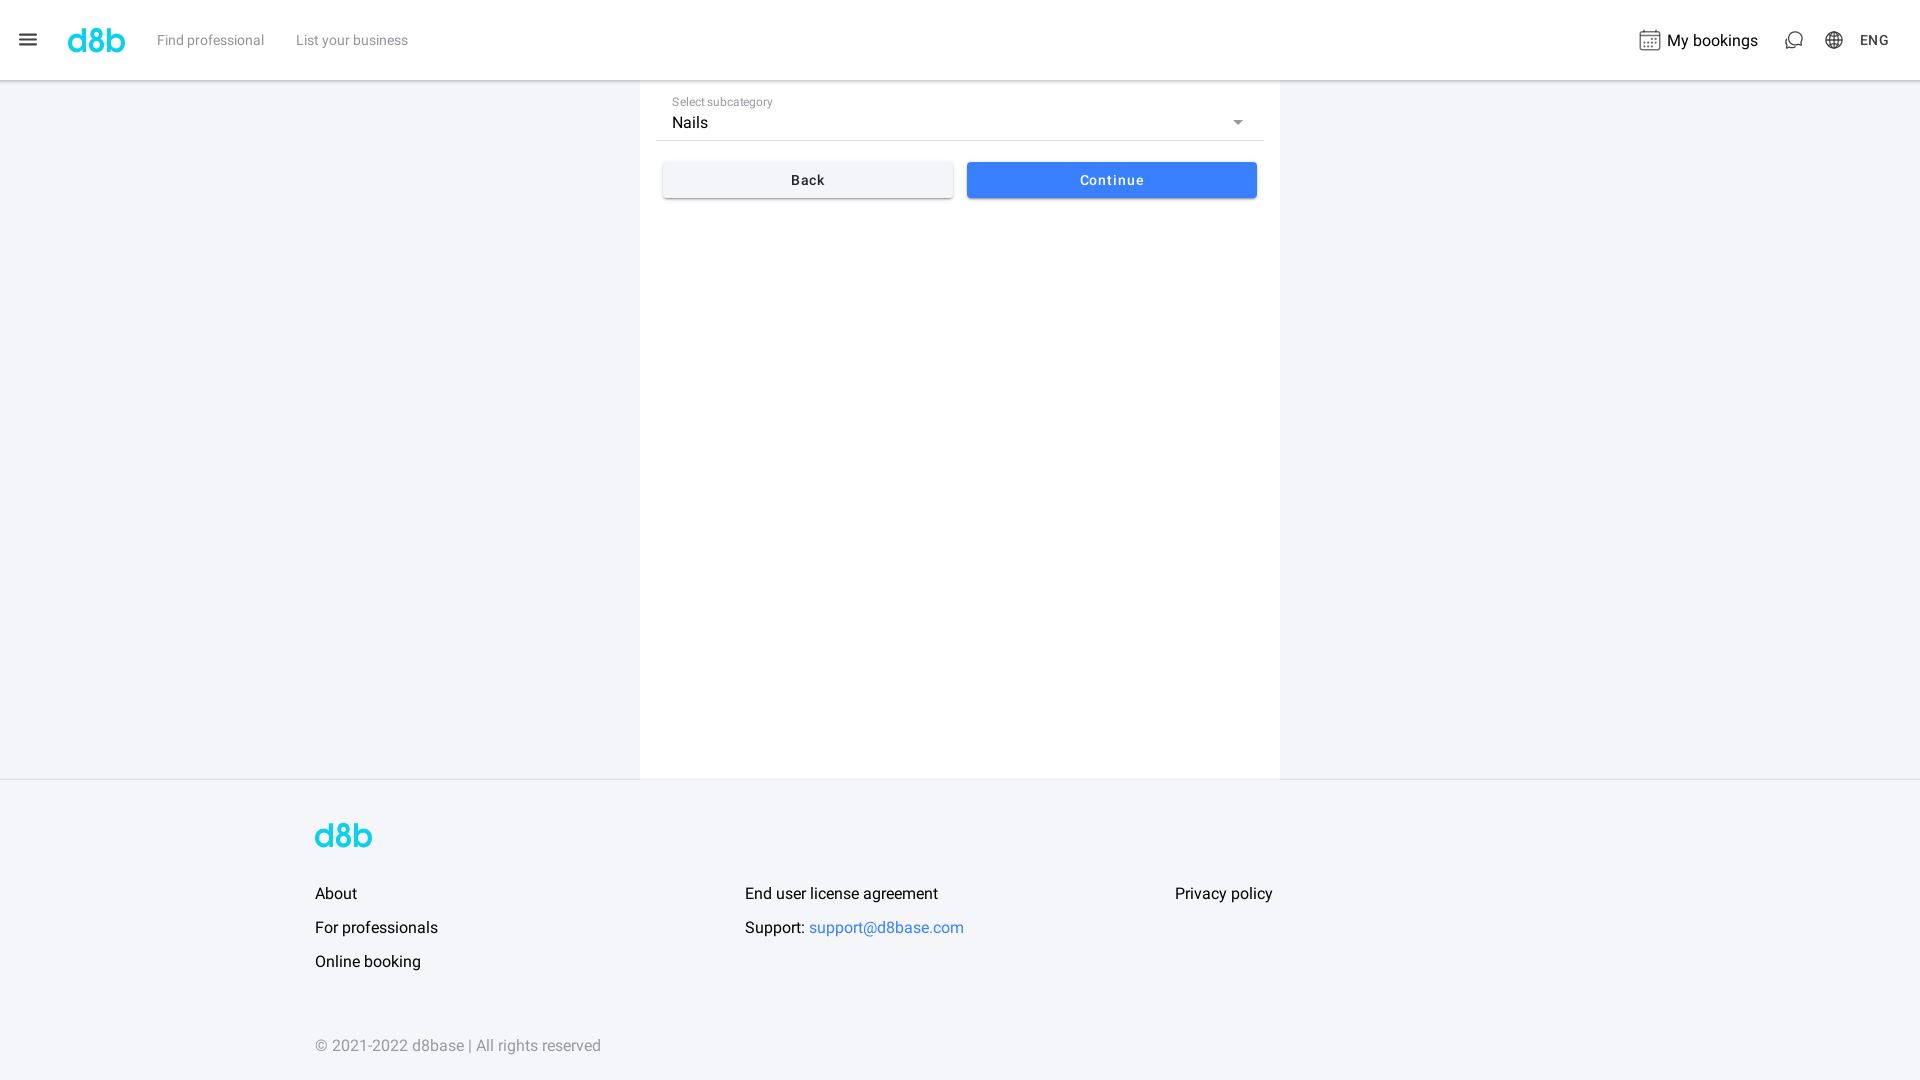 d8b
Find professional
List your business
My bookings
ENG
Select subcategory
Nails
Back
Continue
d8b
About
End user license agreement
Privacy policy
For professionals
Support: support@d8base.com
Online booking
© 2021-2022 d8base | All rights reserved